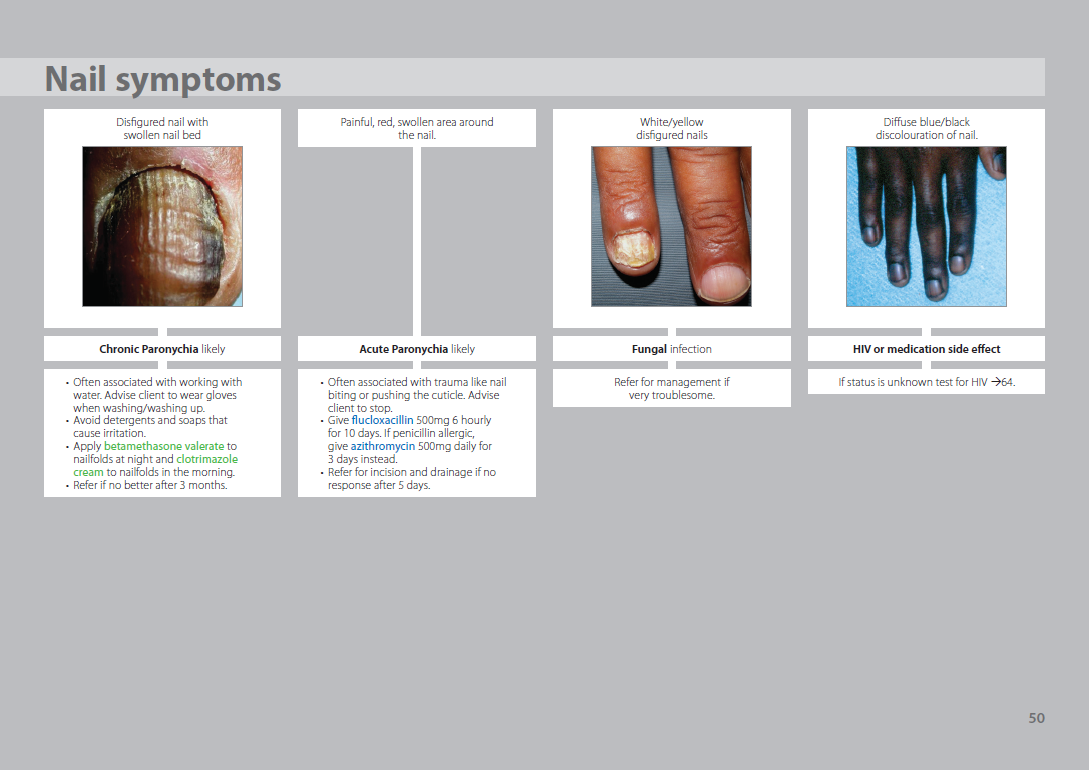 Nail symptoms
Disfigured nail with
swollen nail bed
Chronic Paronychia likely
• Often associated with working with
water. Advise client to wear gloves
when washing/washing up.
• Avoid detergents and soaps that
cause irritation.
• Apply betamethasone valerate to
nailfolds at night and clotrimazole
cream to nailfolds in the morning.
• Refer if no better after 3 months.
Painful, red, swollen area around
the nail.
Acute Paronychia likely
• Often associated with trauma like nail
biting or pushing the cuticle. Advise
client to stop.
• Give flucloxacillin 500mg 6 hourly
for 10 days. If penicillin allergic,
give azithromycin 500mg daily for
3 days instead.
• Refer for incision and drainage if no
response after 5 days.
White/yellow
disfigured nails
Fungal infection
Refer for management if
very troublesome.
Diffuse blue/black
discolouration of nail.
HIV or medication side effect
If status is unknown test for HIV →64.
50